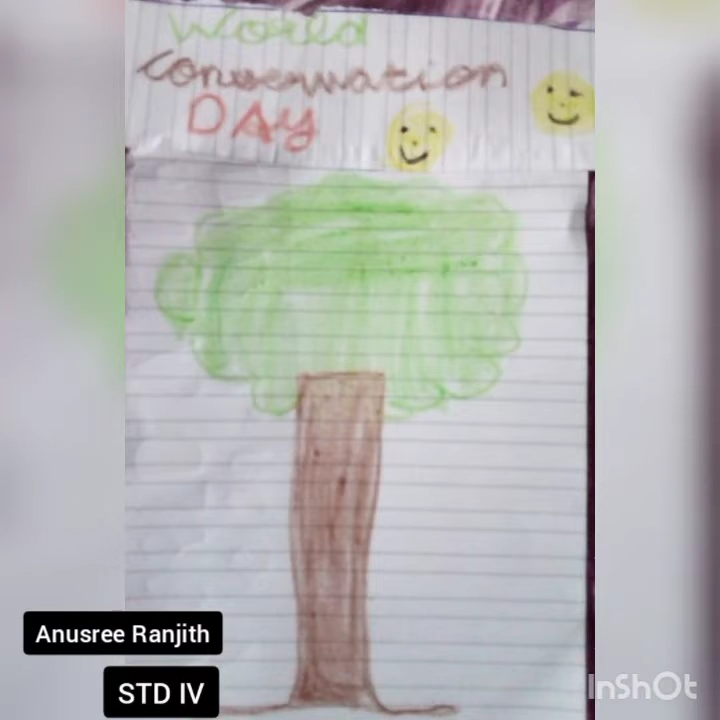 World
Conservation
DAY
Anusree Ranjith
STD IV
InShOt